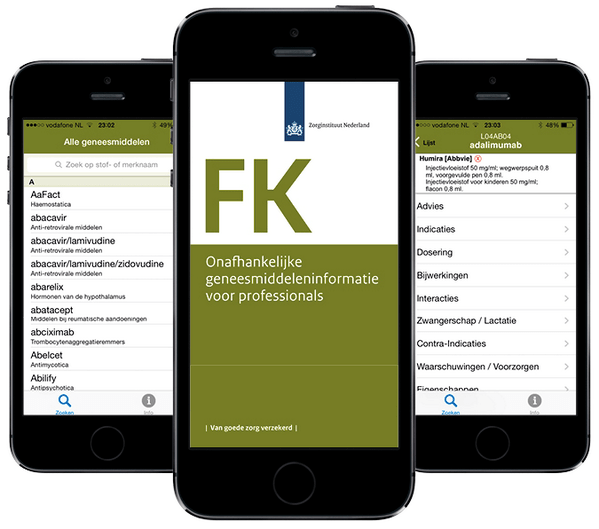 vodafone NL 23:02 49%
Alle geneesmiddelen
Zoek op stof- of merknaam
A
AaFact
Haemostatica
abacavir
Anti-retrovirale middelen
abacavir/lamivudine
Anti-retrovirale middelen
abacavir/lamivudine/zidovudine
Anti-retrovirale middelen
abarelix
Hormonen van de hypothalamus
abatacept
Middelen bij reumatische aandoeningen
abciximab
Trombocytenaggregatieremmers
Abelcet
Antimycotica
Abilify
Antipsychotica
Zoeken
Info
Zorginstituut Nederland
FK
Onafhankelijke
geneesmiddeleninformatie
voor professionals
| Van goede zorg verzekerd |
vodafone NL 23:03 48%
L04AB04
Lijst
adalimumab
Humira [Abbvie]
Injectievloeistof 50 mg/ml; wegwerpspuit 0,8
ml, voorgevulde pen 0,8 ml.
Injectievloeistof voor kinderen 50 mg/ml;
flacon 0,8 ml.
Advies
Indicaties
Dosering
Bijwerkingen
Interacties
Zwangerschap / Lactatie
Contra-Indicaties
Waarschuwingen / Voorzorgen
Eigenschappen
Zoeken
Info